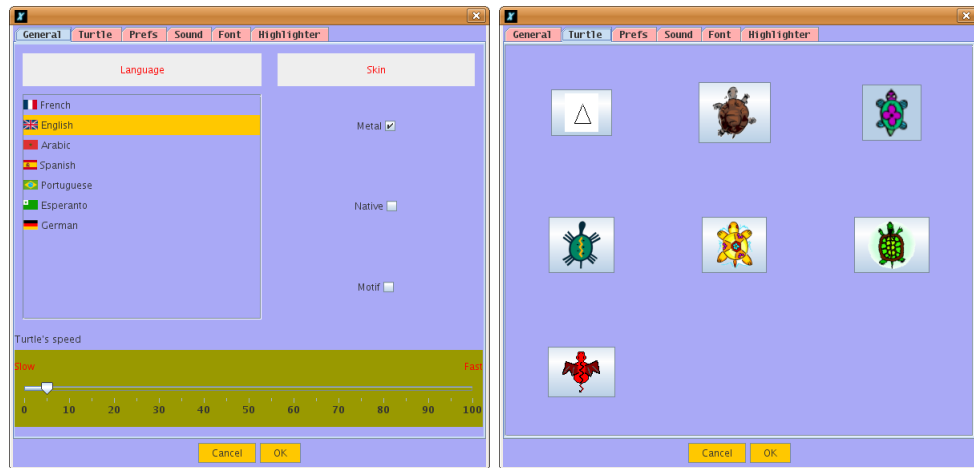 General Turtle Prefs Sound Font Highlighter
Language Skin
French
English
Metal
Arabic
Spanish
Portuguese
Native
Esperanto
German
Motif
Turtle's speed
Slow Fast
0 10 20 30 40 50 60 70 80 90 100
Cancel OK
General Turtle Prefs Sound Font Highlighter
Cancel OK